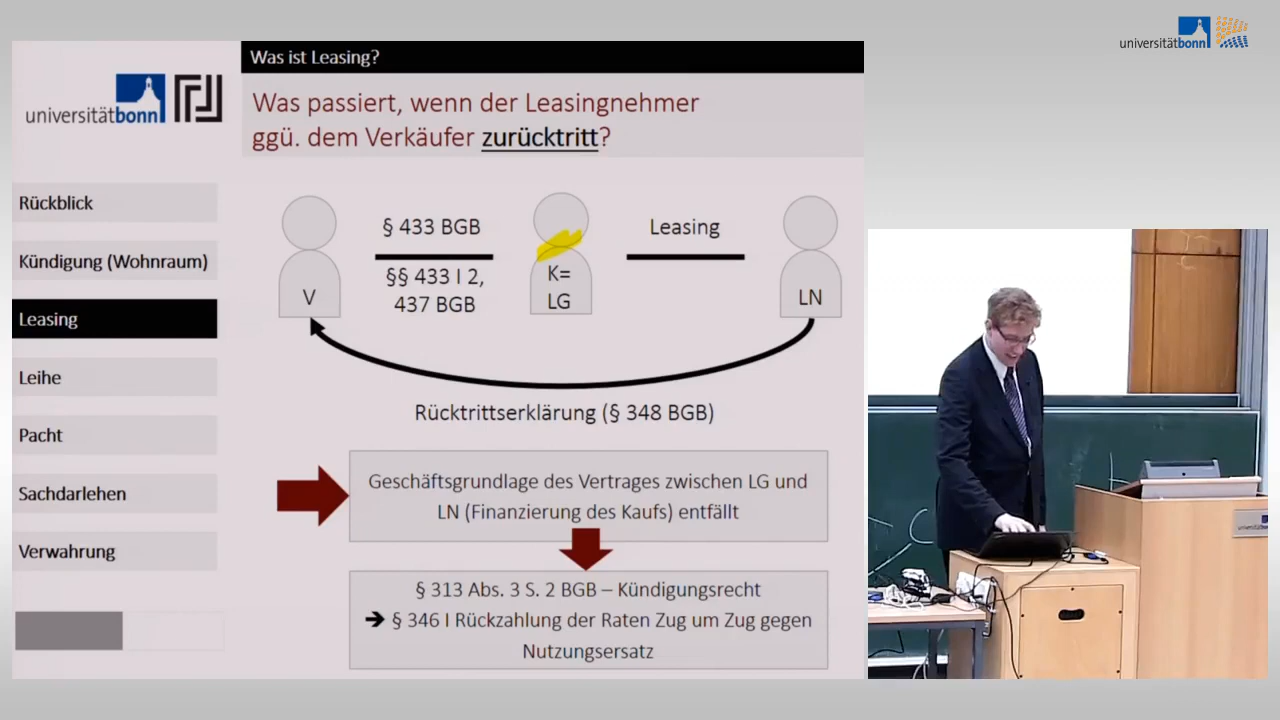 universitätbonn
Was ist Leasing?
universitätbonn
Was passiert, wenn der Leasingnehmer
ggü. dem Verkäufer zurücktritt?
Rückblick
Kündigung (Wohnraum)
Leasing
Leihe
Pacht
Sachdarlehen
Verwahrung
§ 433 BGB
§§ 433 I 2,
437 BGB
Leasing
V
K=
LG
LN
Rücktrittserklärung (§ 348 BGB)
Geschäftsgrundlage des Vertrages zwischen LG und
LN (Finanzierung des Kaufs) entfällt
§ 313 Abs. 3 S. 2 BGB – Kündigungsrecht
➔ § 346 I Rückzahlung der Raten Zug um Zug gegen
Nutzungsersatz